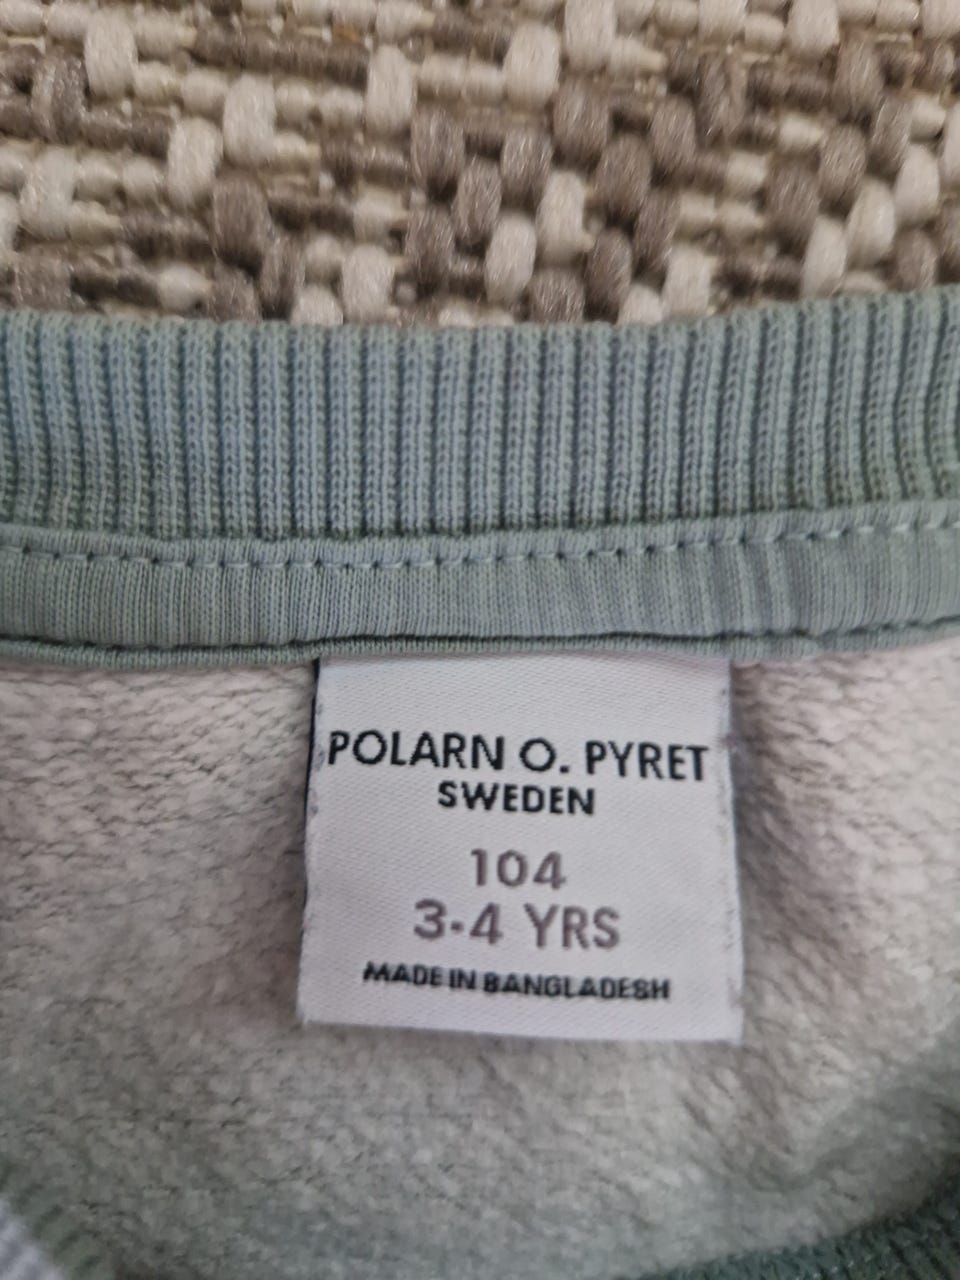 POLARN O. PYRET
SWEDEN
104
3-4 YRS
MADE IN BANGLADESH